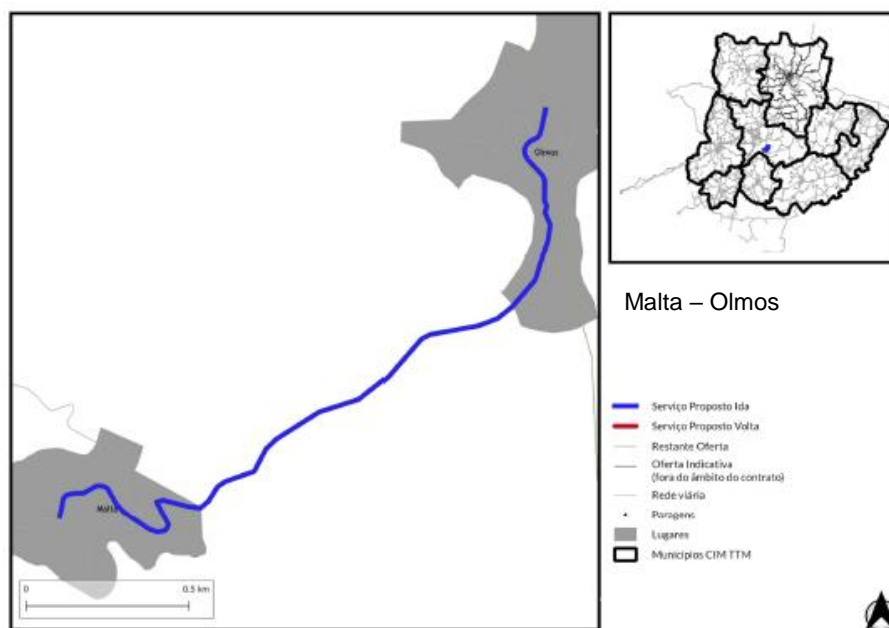 Olmos
Malta
0
0.5 km
Malta – Olmos
Serviço Proposto Ida
Serviço Proposto Volta
Restante Oferta
Oferta Indicativa
(fora do âmbito do contrato)
Rede viária
Paragens
Lugares
Municípios CIM TTM